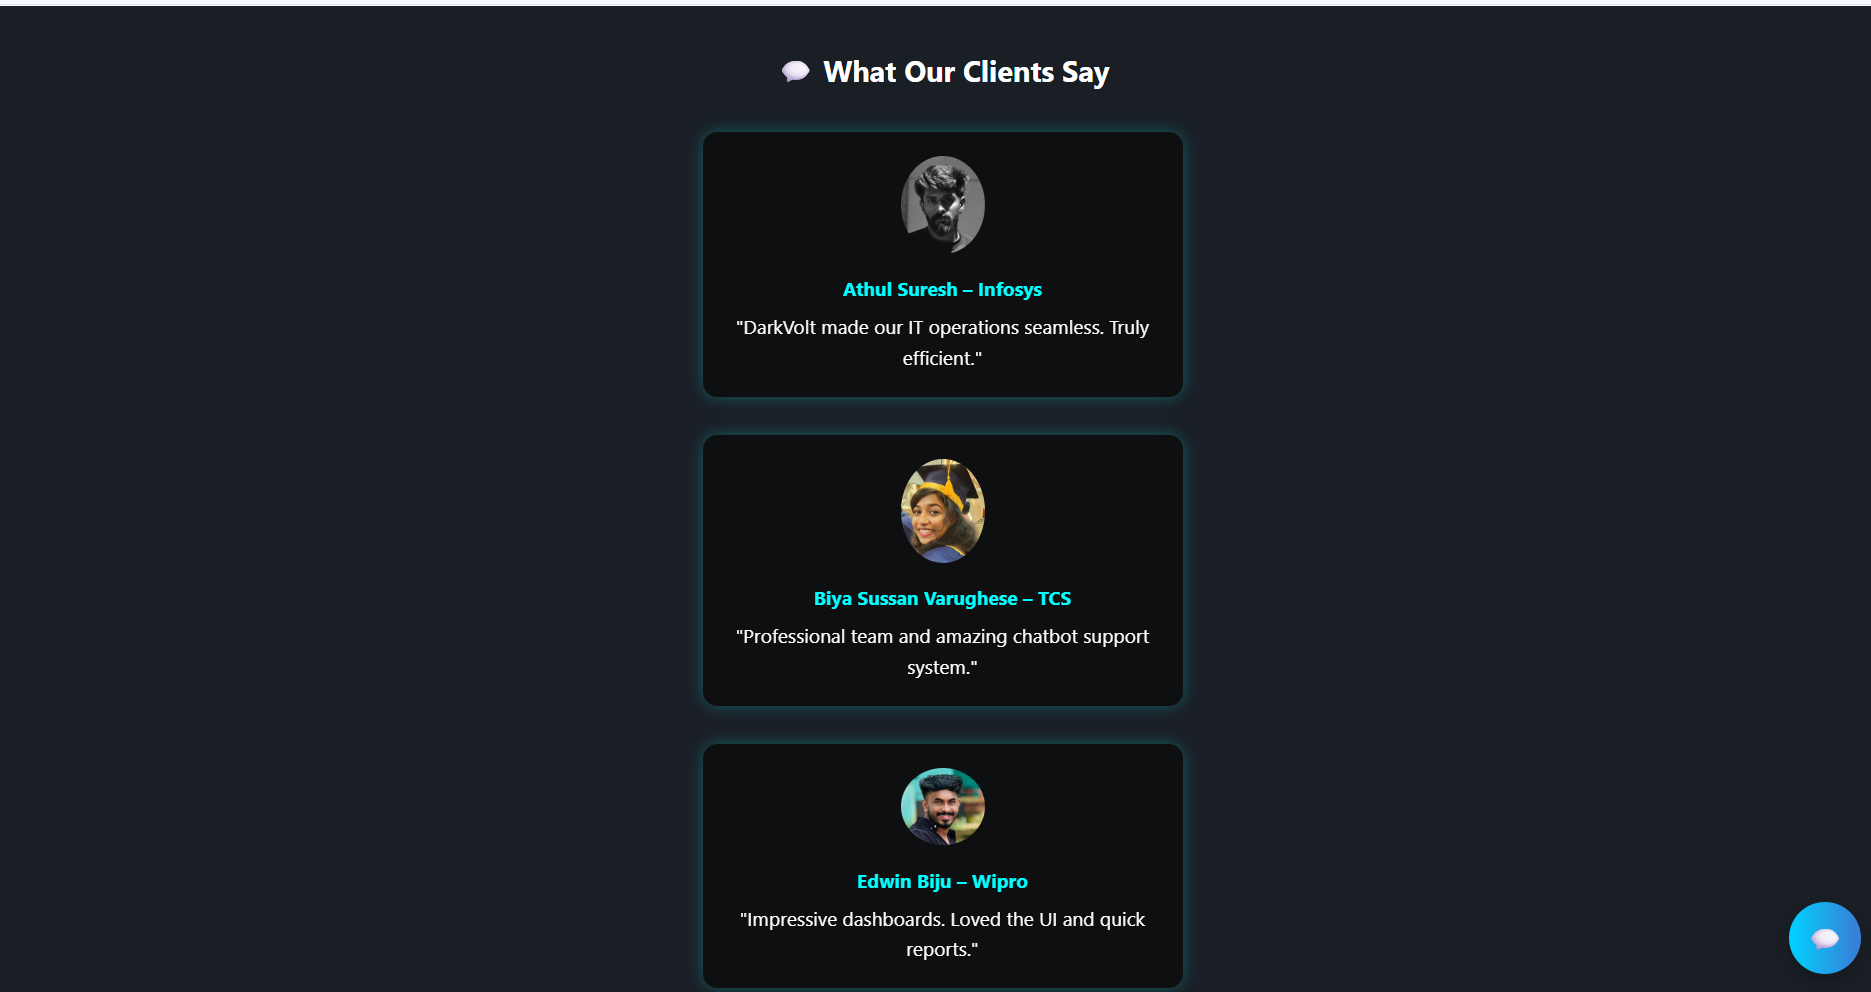 What Our Clients Say
Athul Suresh – Infosys
"DarkVolt made our IT operations seamless. Truly
efficient."
Biya Sussan Varughese – TCS
"Professional team and amazing chatbot support
system."
Edwin Biju – Wipro
"Impressive dashboards. Loved the UI and quick
reports."